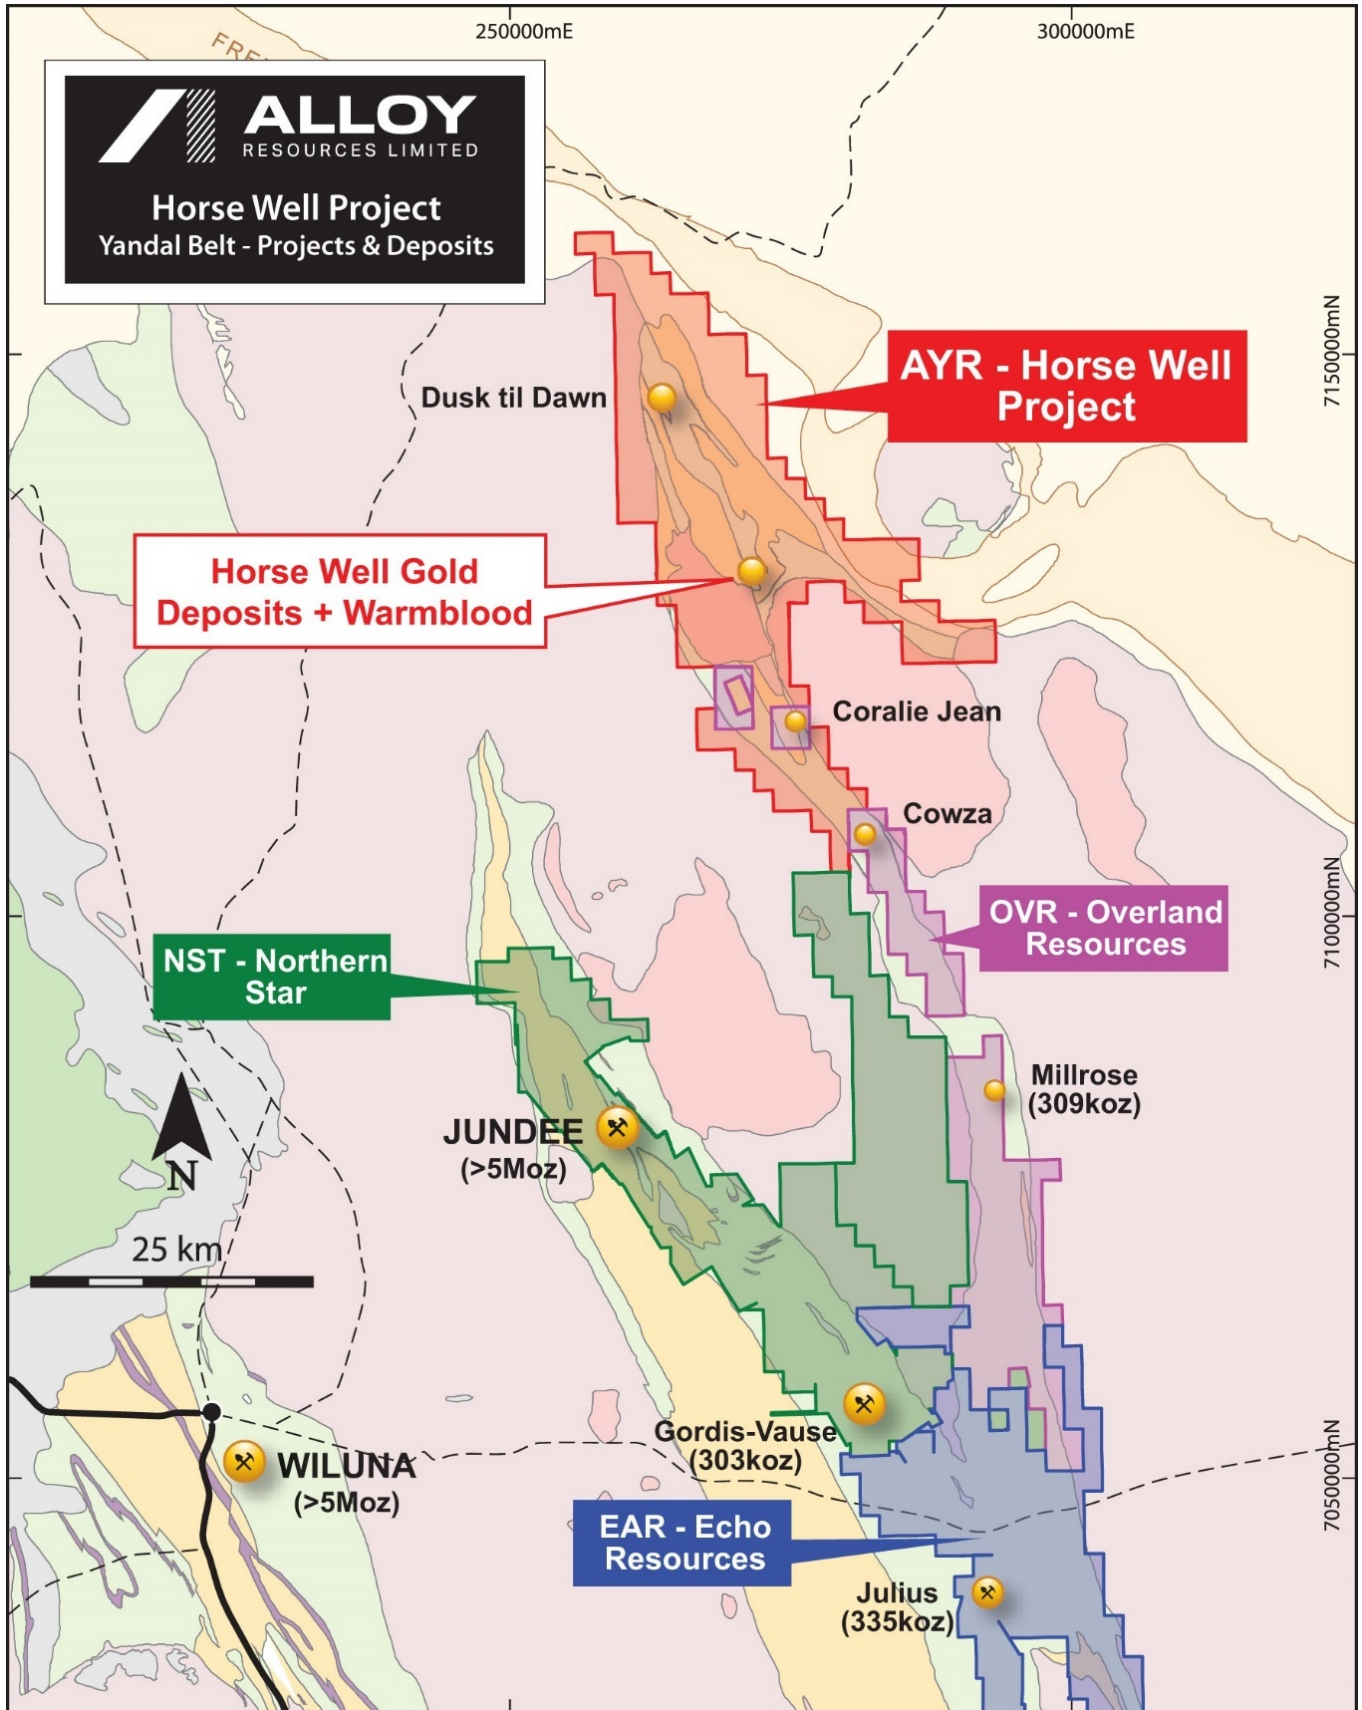 250000mE
300000mE
ALLOY
RESOURCES LIMITED
Horse Well Project
Yandal Belt - Projects & Deposits
7150000mN
AYR - Horse Well
Project
Dusk til Dawn
Horse Well Gold
Deposits + Warmblood
Coralie Jean
Cowza
OVR - Overland
Resources
7100000mN
NST - Northern
Star
Millrose
(309koz)
JUNDEE
(>5Moz)
N
25 km
Gordis-Vause
(303koz)
WILUNA
(>5Moz)
7050000mN
EAR - Echo
Resources
Julius
(335koz)